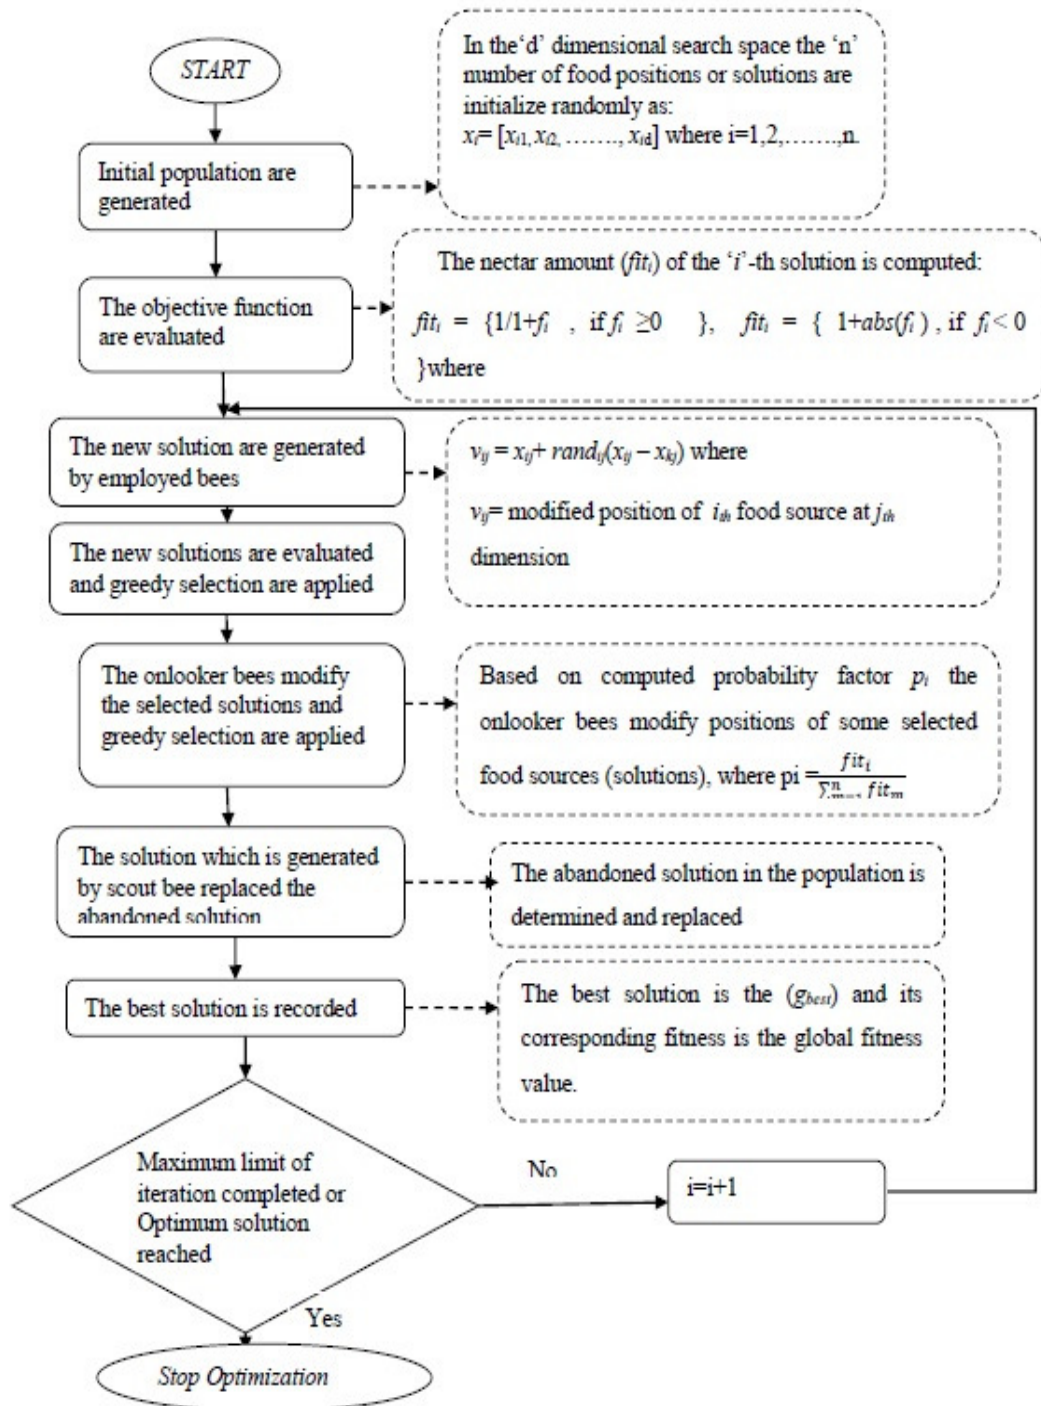 START
In the‘d’ dimensional search space the ‘n’
number of food positions or solutions are
initialize randomly as:
xi= [xi1, xi2, ……., xid] where i=1,2,…….,n.
Initial population are
generated
The nectar amount (fiti) of the ‘i’-th solution is computed:
fiti = {1/1+fi , if fi ≥0 }, fiti = { 1+abs(fi ) , if fi < 0
}where
The objective function
are evaluated
The new solution are generated
by employed bees
vij = xij+ randij(xij – xkj) where
vij= modified position of ith food source at jth
dimension
The new solutions are evaluated
and greedy selection are applied
The onlooker bees modify
the selected solutions and
greedy selection are applied
Based on computed probability factor pi the
onlooker bees modify positions of some selected
food sources (solutions), where pi = fiti / ∑n fitm
The solution which is generated
by scout bee replaced the
abandoned solution
The abandoned solution in the population is
determined and replaced
The best solution is recorded
The best solution is the (gbest) and its
corresponding fitness is the global fitness
value.
Maximum limit of
iteration completed or
Optimum solution
reached
No
i=i+1
Yes
Stop Optimization